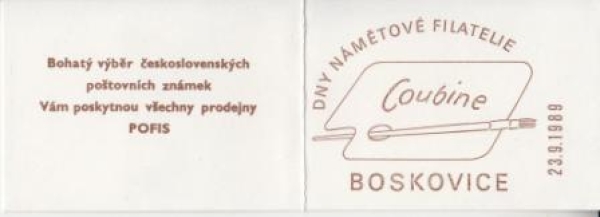 Bohatý výběr československých
poštovních známek
Vám poskytnou všechny prodejny
POFIS
DNY NÁMĚTOVÉ FILATELIE
Coubine
BOSKOVICE
23.9.1989